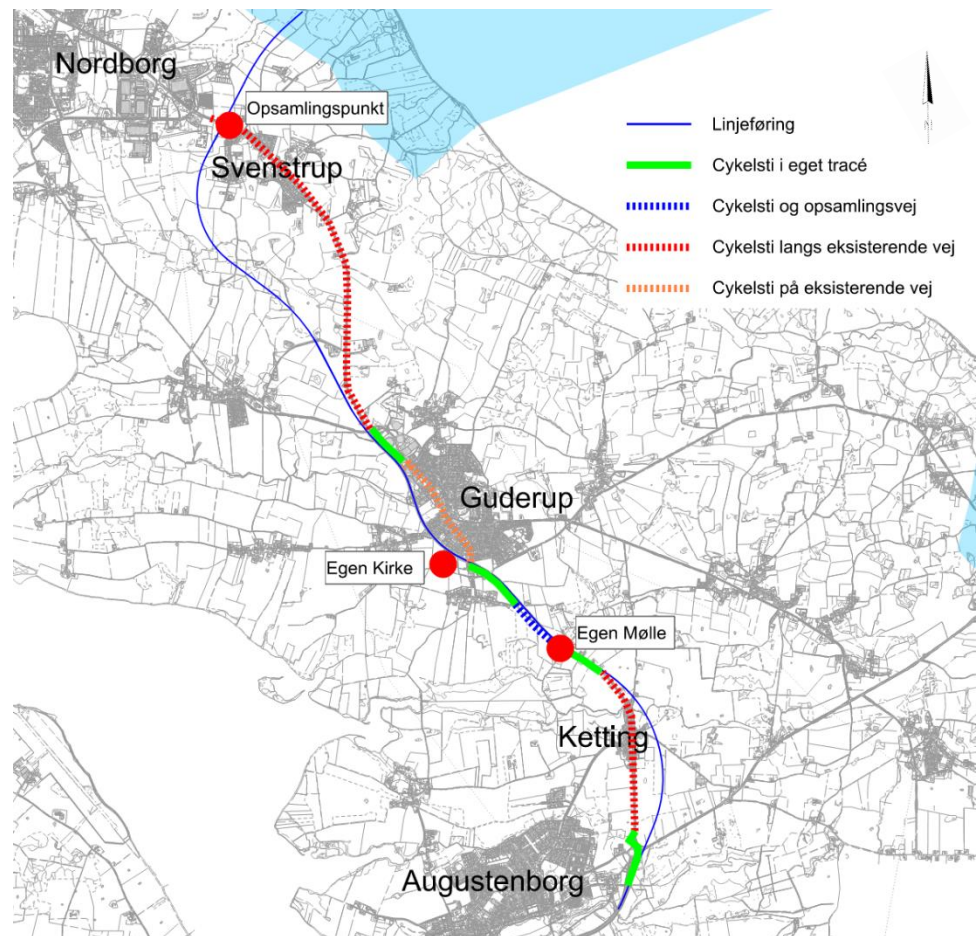 Nordborg
Opsamlingspunkt
Svenstrup
Linjeføring
Cykelsti i eget tracé
Cykelsti og opsamlingsvej
Cykelsti langs eksisterende vej
Cykelsti på eksisterende vej
Guderup
Egen Kirke
Egen Mølle
Ketting
Augustenborg